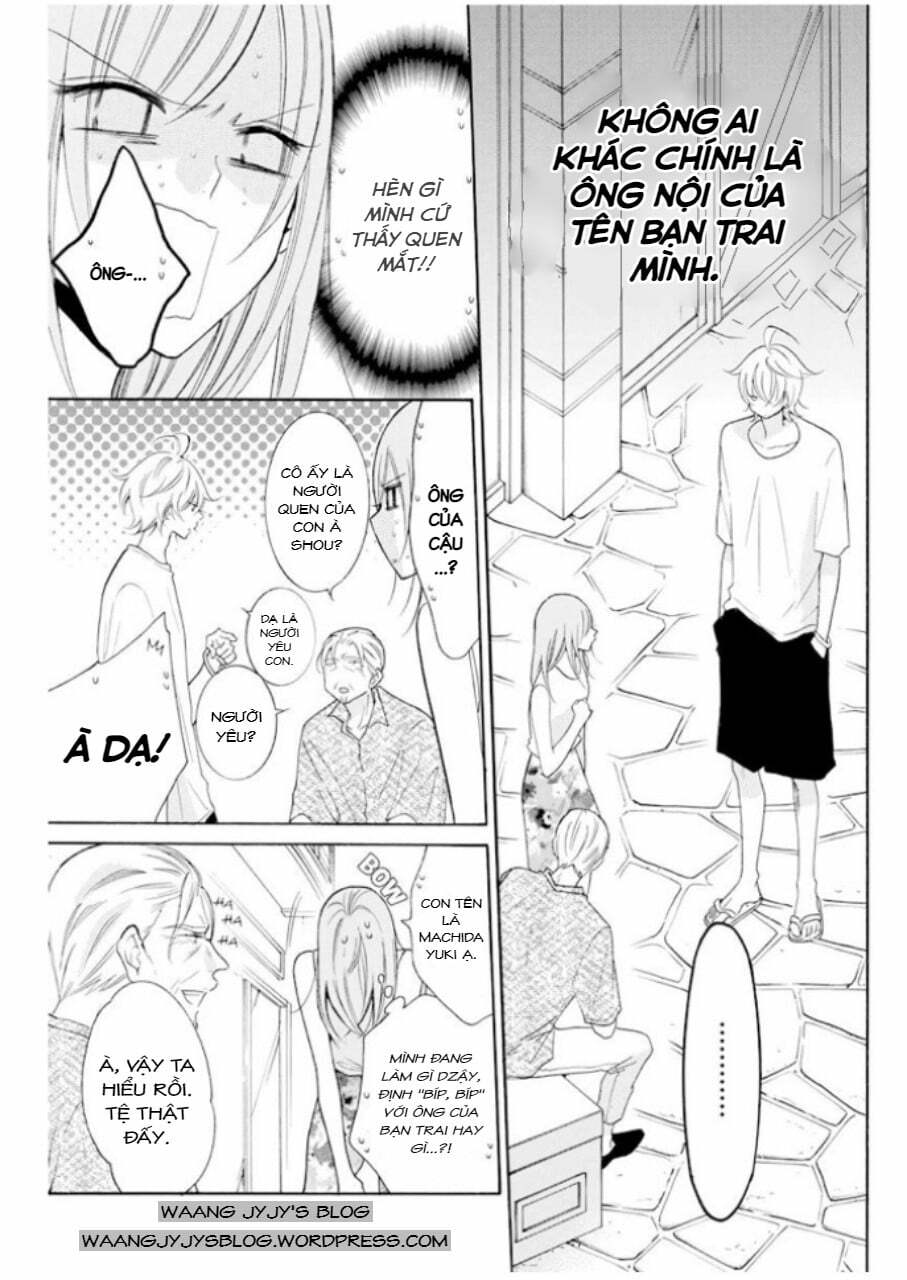 KHÔNG AI
KHÁC CHÍNH LÀ
ÔNG NỘI CỦA
TÊN BẠN TRAI
MÌNH.
..........
HÈN GÌ
MÌNH CỨ
THẤY QUEN
MẮT!!
ÔNG-...
ÔNG
CỦA
CẬU
...?
CÔ ẤY LÀ
NGƯỜI
QUEN CỦA
CON À
SHOU?
DẠ LÀ
NGƯỜI
YÊU
CON.
NGƯỜI
YÊU?
À DẠ!
BOW
CON TÊN
LÀ
MACHIDA
YUKI Ạ.
MÌNH ĐANG
LÀM GÌ DZẬY,
ĐỊNH "BÍP, BÍP"
VỚI ÔNG CỦA
BẠN TRAI HAY
GÌ...?!
HA
HA
HA
À, VẬY TA
HIỂU RỒI.
TỆ THẬT
ĐẤY.
WAANG JYJY'S BLOG
WAANGJYJYSBLOG.WORDPRESS.COM